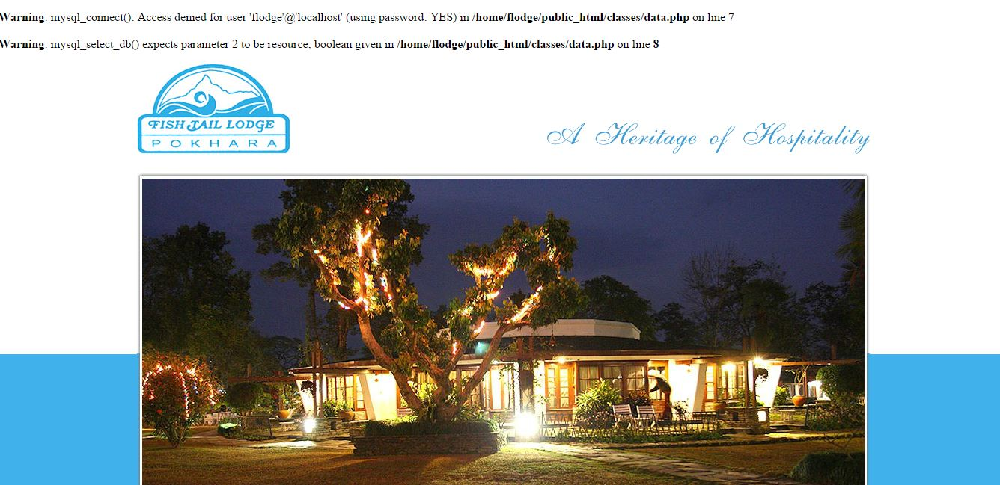 Warning: mysql_connect(): Access denied for user 'flodge'@'localhost' (using password: YES) in /home/flodge/public_html/classes/data.php on line 7
Warning: mysql_select_db() expects parameter 2 to be resource, boolean given in /home/flodge/public_html/classes/data.php on line 8
FISH TAIL LODGE
POKHARA
A Heritage of Hospitality